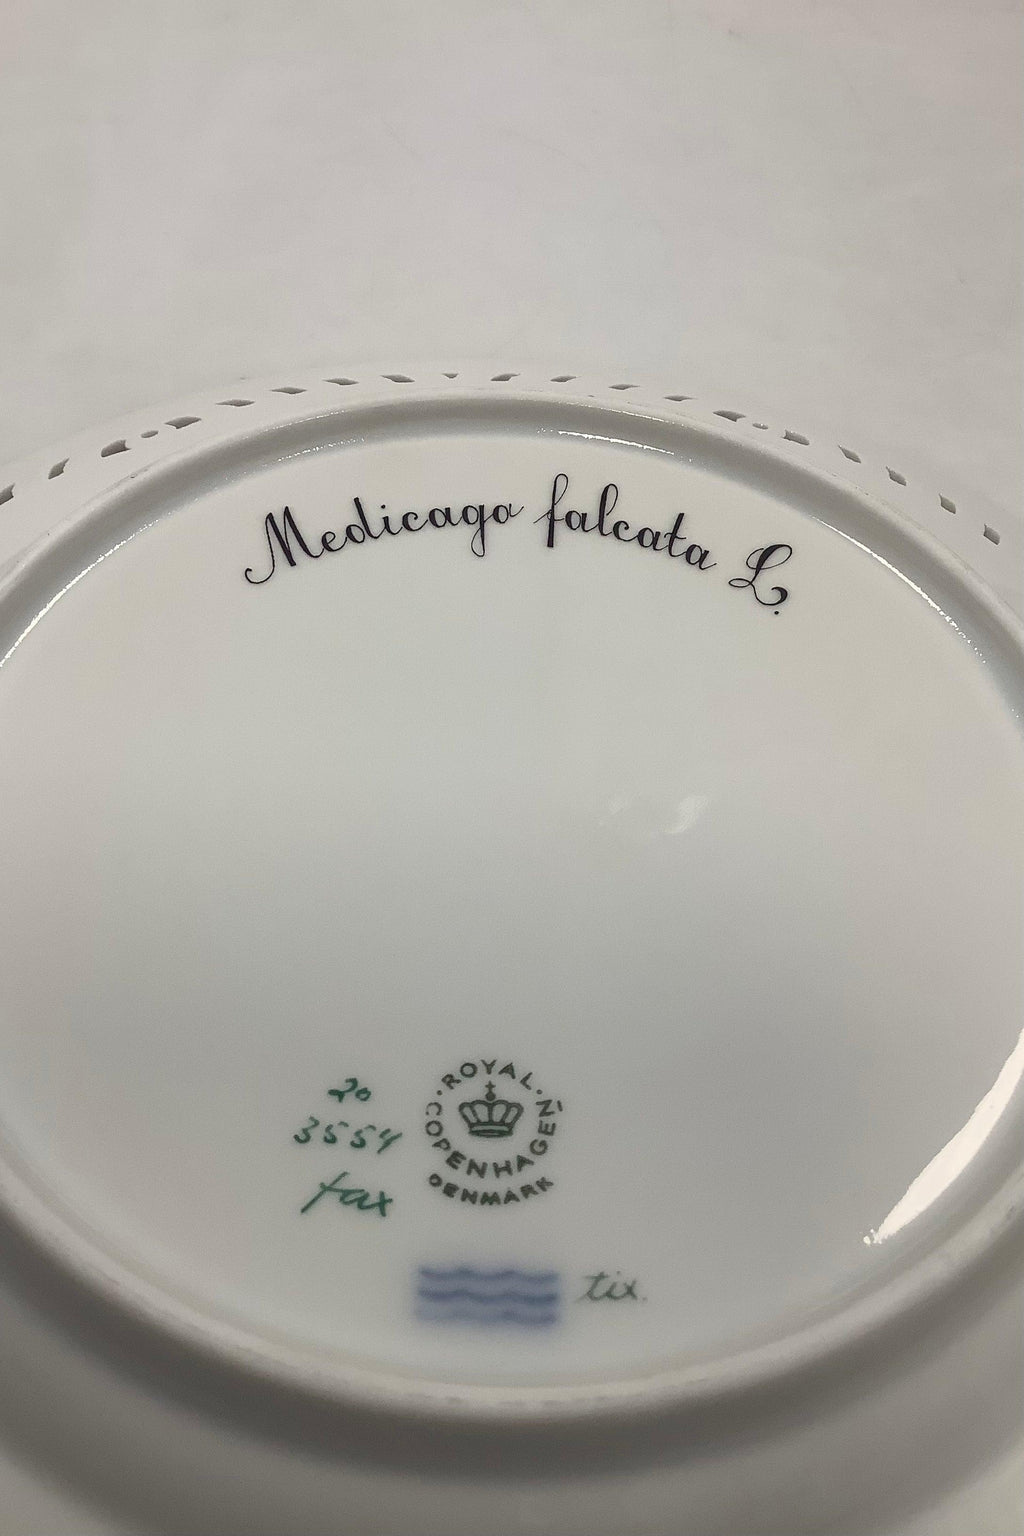 Medicago falcata L.
20
3554
fax
ROYAL. COPENHAGEN
DENMARK
tix.